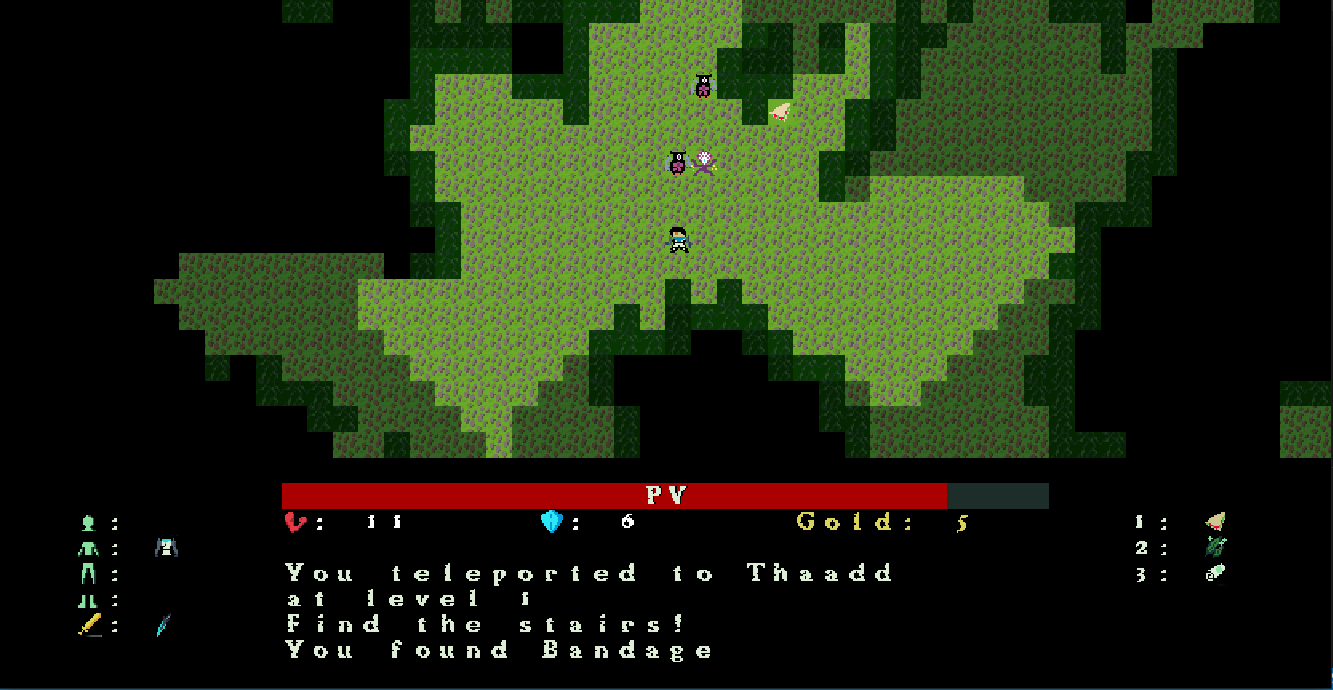 PV
: 11 : 6 Gold: 5
: 1 :
: 2 :
: 3 :
:
:
You teleported to Thaadd
at level 1
Find the stairs!
You found Bandage